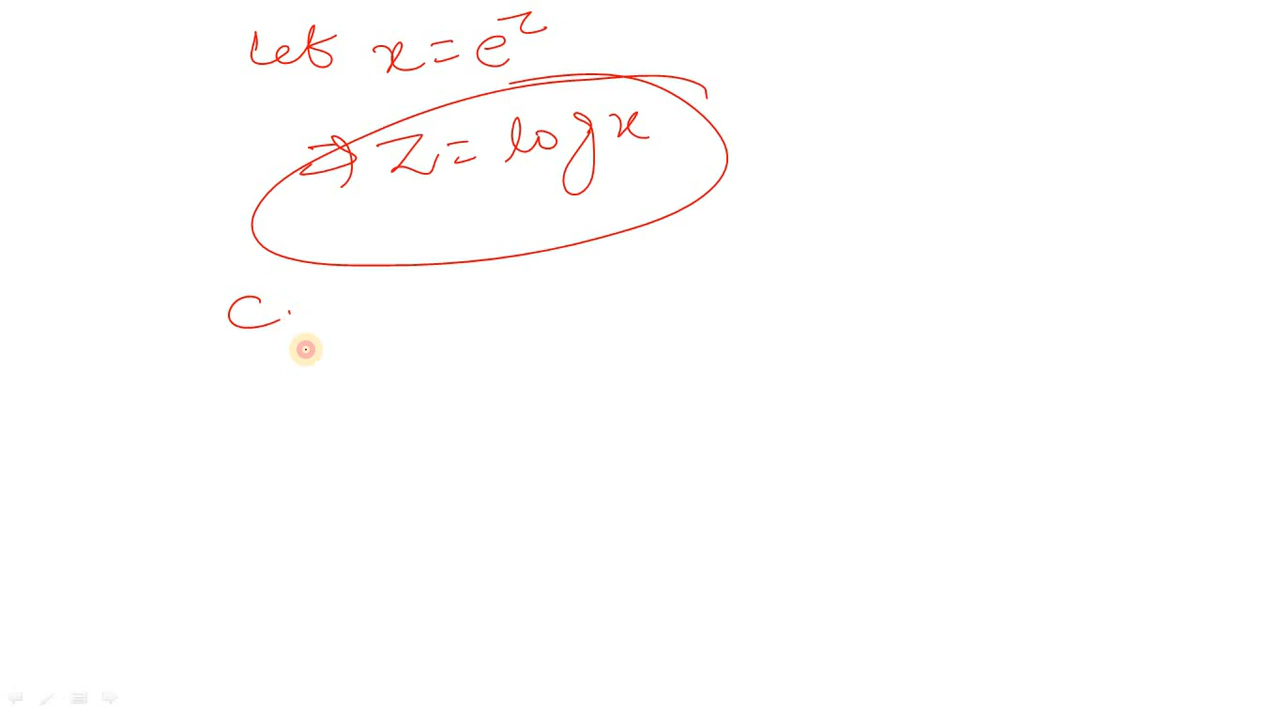 Let x = e^z
⇒ z = log x
C.